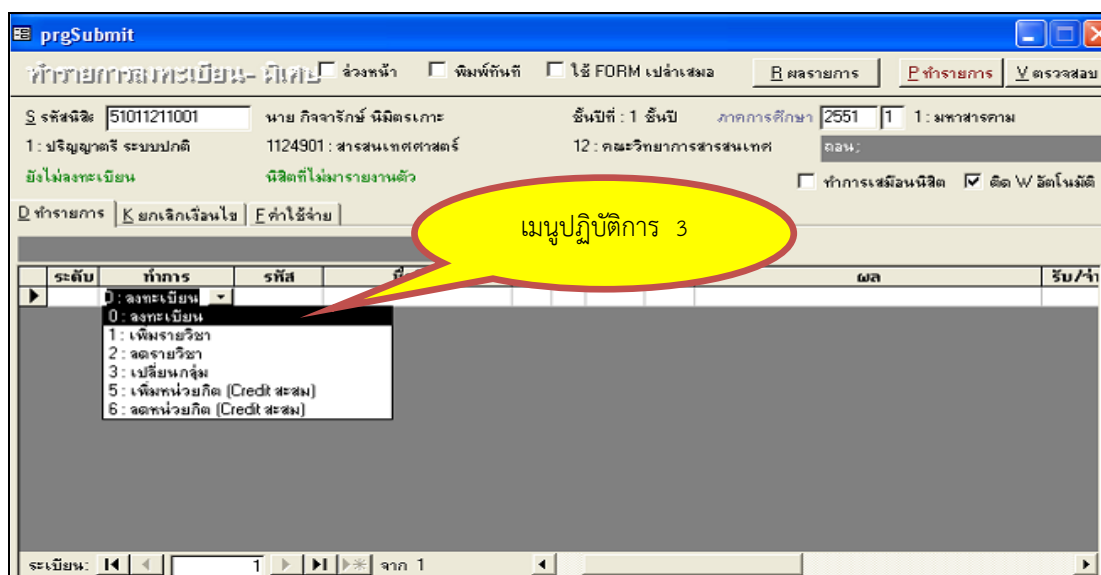 prgSubmit
ทำรายการลงทะเบียน- พิเศษ ล่วงหน้า พิมพ์ทันที ใช้ FORM เปล่าเสมอ R ผลรายการ P ทำรายการ V ตรวจสอบ
S รหัสนิสิต 51011211001 นาย กิจจารักษ์ นิมิตรเกาะ ชั้นปีที่ : 1 ชั้นปี ภาคการศึกษา 2551 1 1 : มหาสารคาม
1 : ปริญญาตรี ระบบปกติ 1124901 : สารสนเทศศาสตร์ 12 : คณะวิทยาการสารสนเทศ ถอน;
ยังไม่ลงทะเบียน นิสิตที่ไม่มารายงานตัว ทำการเสมือนนิสิต ติด W อัตโนมัติ
D ทำรายการ K ยกเลิกเงื่อนไข F ค่าใช้จ่าย
เมนูปฏิบัติการ 3
ระดับ ทำการ รหัส ผล
0 : ลงทะเบียน
0 : ลงทะเบียน
1 : เพิ่มรายวิชา
2 : ลดรายวิชา
3 : เปลี่ยนกลุ่ม
5 : เพิ่มหน่วยกิต (Credit สะสม)
6 : ลดหน่วยกิต (Credit สะสม)
ระเบียน: 1 จาก 1